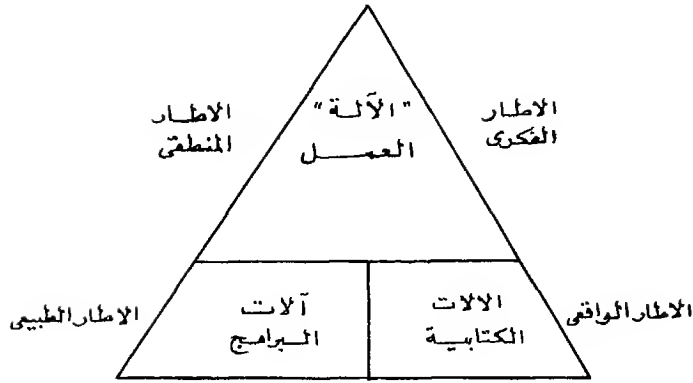 "الآلة"
العمل
الاطار
الفكرى
الاطار
المنطقى
الاطار الواقعى
الالات
الكتابية
آلات
البرامج
الاطار الطبيعى